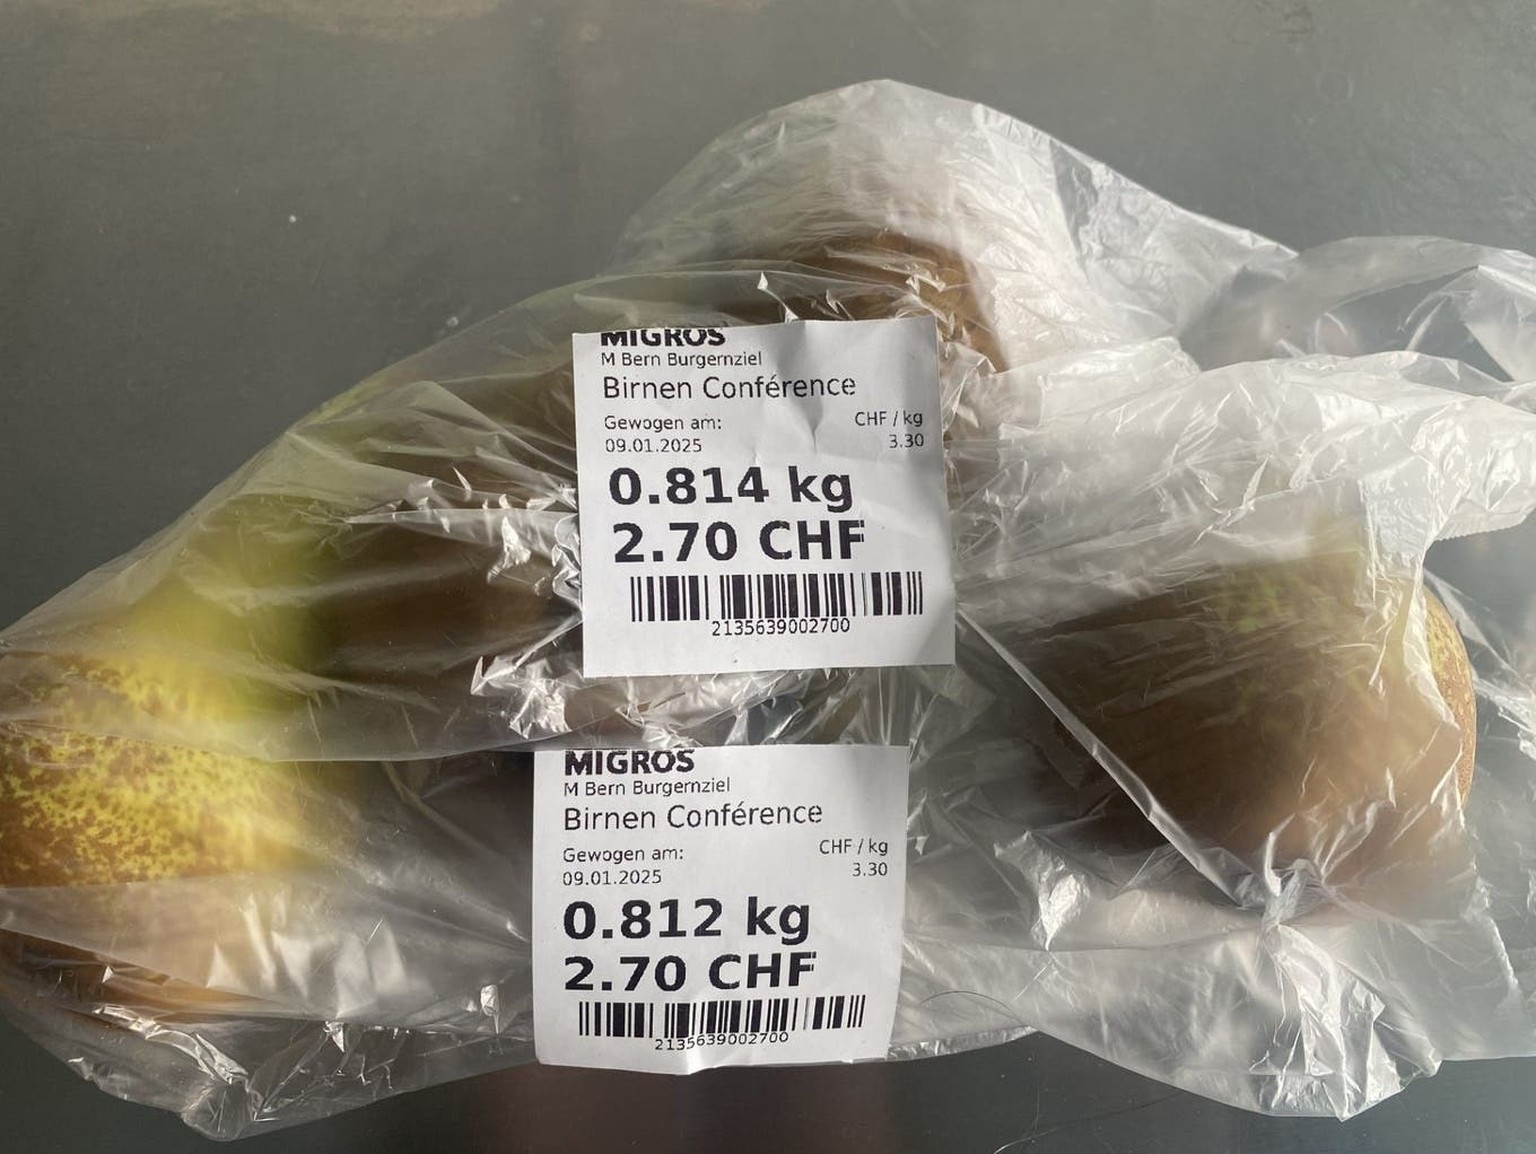 MIGROS
M Bern Burgernziel
Birnen Conférence
Gewogen am: CHF / kg
09.01.2025 3.30
0.814 kg
2.70 CHF
2135639002700
MIGROS
M Bern Burgernziel
Birnen Conférence
Gewogen am: CHF / kg
09.01.2025 3.30
0.812 kg
2.70 CHF
2135639002700